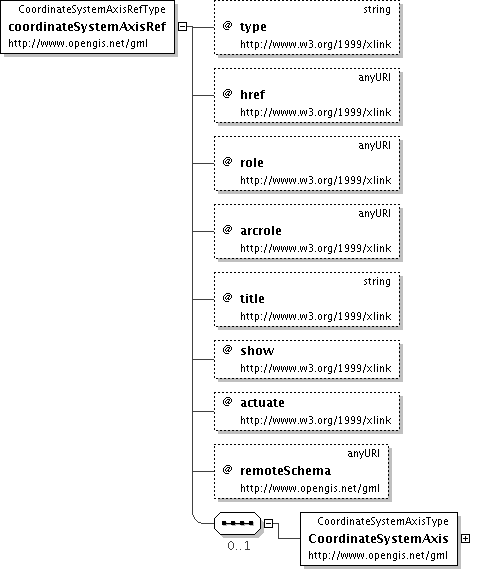 CoordinateSystemAxisRefType
coordinateSystemAxisRef
http://www.opengis.net/gml
string
@ type
http://www.w3.org/1999/xlink
anyURI
@ href
http://www.w3.org/1999/xlink
anyURI
@ role
http://www.w3.org/1999/xlink
anyURI
@ arcrole
http://www.w3.org/1999/xlink
string
@ title
http://www.w3.org/1999/xlink
@ show
http://www.w3.org/1999/xlink
@ actuate
http://www.w3.org/1999/xlink
anyURI
@ remoteSchema
http://www.opengis.net/gml
0..1
CoordinateSystemAxisType
CoordinateSystemAxis
http://www.opengis.net/gml